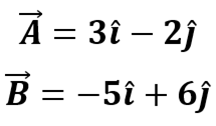 A⃗ = 3î − 2ĵ
B⃗ = −5î + 6ĵ